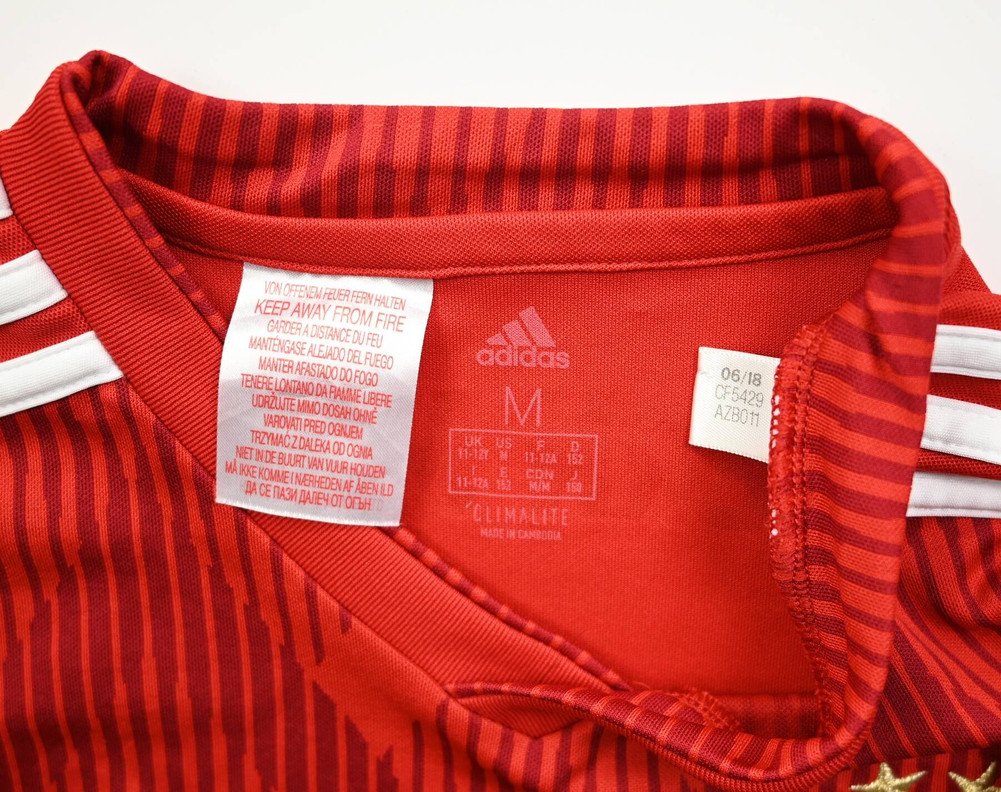 VON OFFENEM FEUER FERN HALTEN
KEEP AWAY FROM FIRE
GARDER A DISTANCE DU FEU
MANTÉNGASE ALEJADO DEL FUEGO
MANTER AFASTADO DO FOGO
TENERE LONTANO DA FIAMME LIBERE
UDRŽUJTE MIMO DOSAH OHNĚ
VAROVATI PRED OGNJEM
TRZYMAĆ Z DALEKA OD OGNIA
NIET IN DE BUURT VAN VUUR HOUDEN
MÅ IKKE KOMME I NÆRHEDEN AF ÅBEN ILD
ДА СЕ ПАЗИ ДАЛЕЧ ОТ ОГЪН
adidas
M
UK US F D
11-12Y M 11-12A 152
I E CDN J
11-12A 152 M/M 150
CLIMALITE
MADE IN CAMBODIA
06/18
CF5429
AZB011